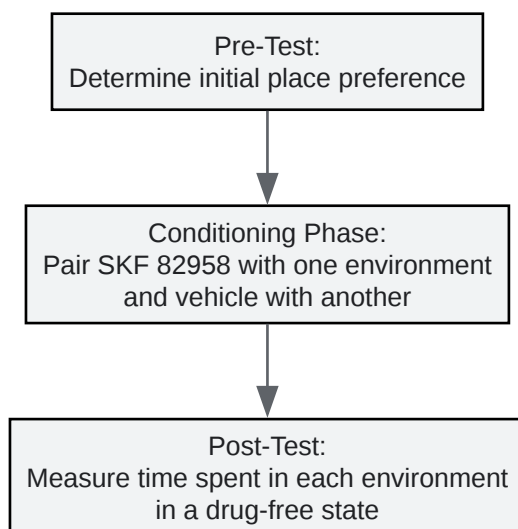 Pre-Test:
Determine initial place preference
Conditioning Phase:
Pair SKF 82958 with one environment
and vehicle with another
Post-Test:
Measure time spent in each environment
in a drug-free state